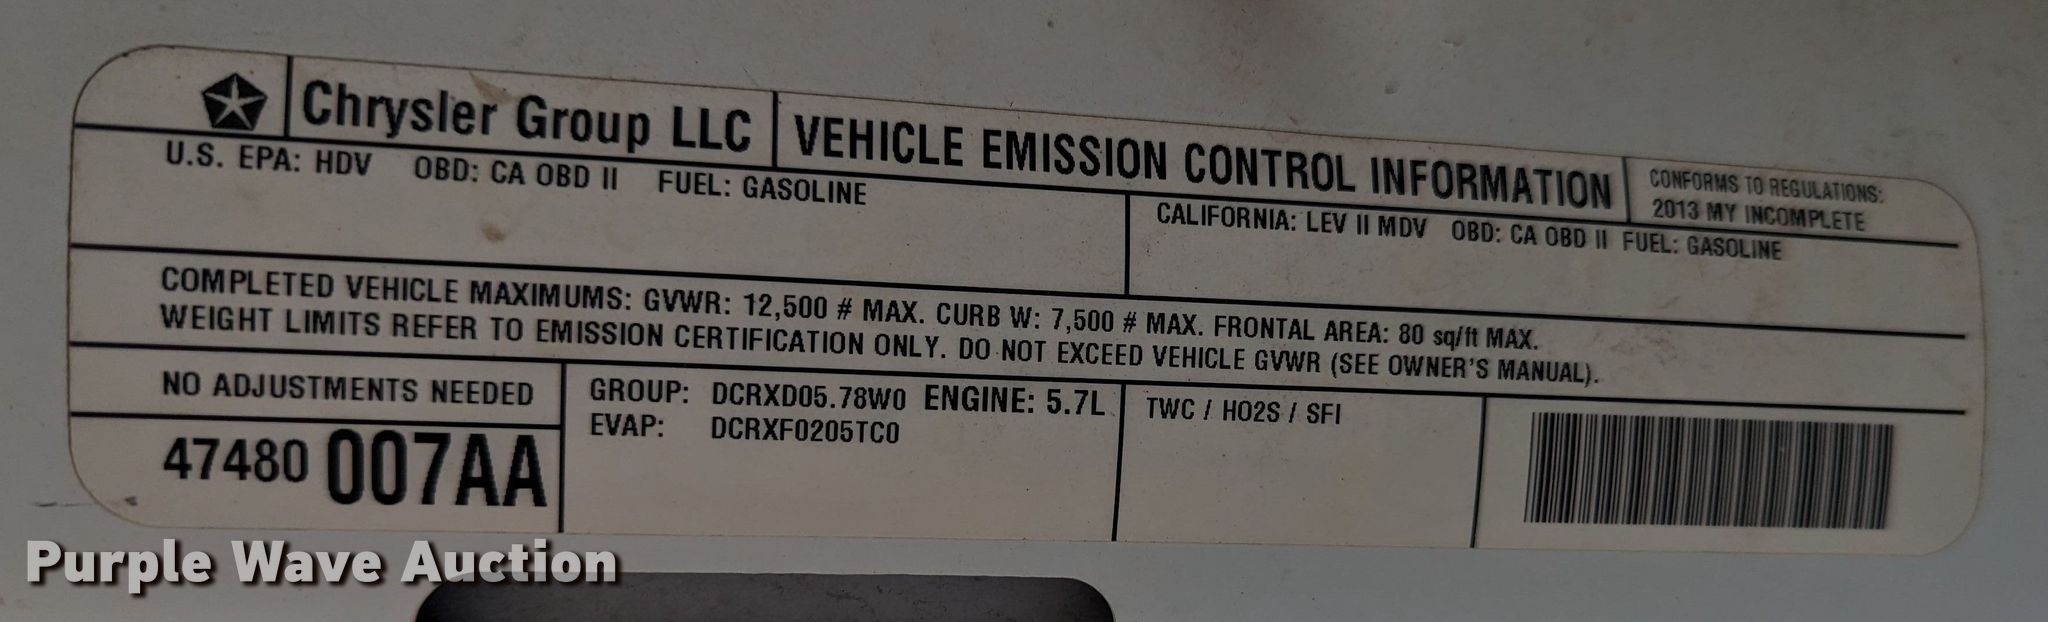 Chrysler Group LLC VEHICLE EMISSION CONTROL INFORMATION
CONFORMS TO REGULATIONS:
2013 MY INCOMPLETE
U.S. EPA: HDV OBD: CA OBD II FUEL: GASOLINE
CALIFORNIA: LEV II MDV OBD: CA OBD II FUEL: GASOLINE
COMPLETED VEHICLE MAXIMUMS: GVWR: 12,500 # MAX. CURB W: 7,500 # MAX. FRONTAL AREA: 80 sq/ft MAX.
WEIGHT LIMITS REFER TO EMISSION CERTIFICATION ONLY. DO NOT EXCEED VEHICLE GVWR (SEE OWNER'S MANUAL).
NO ADJUSTMENTS NEEDED
47480 007AA
GROUP: DCRXD05.78W0 ENGINE: 5.7L
EVAP: DCRXF0205TC0
TWC / HO2S / SFI
Purple Wave Auction